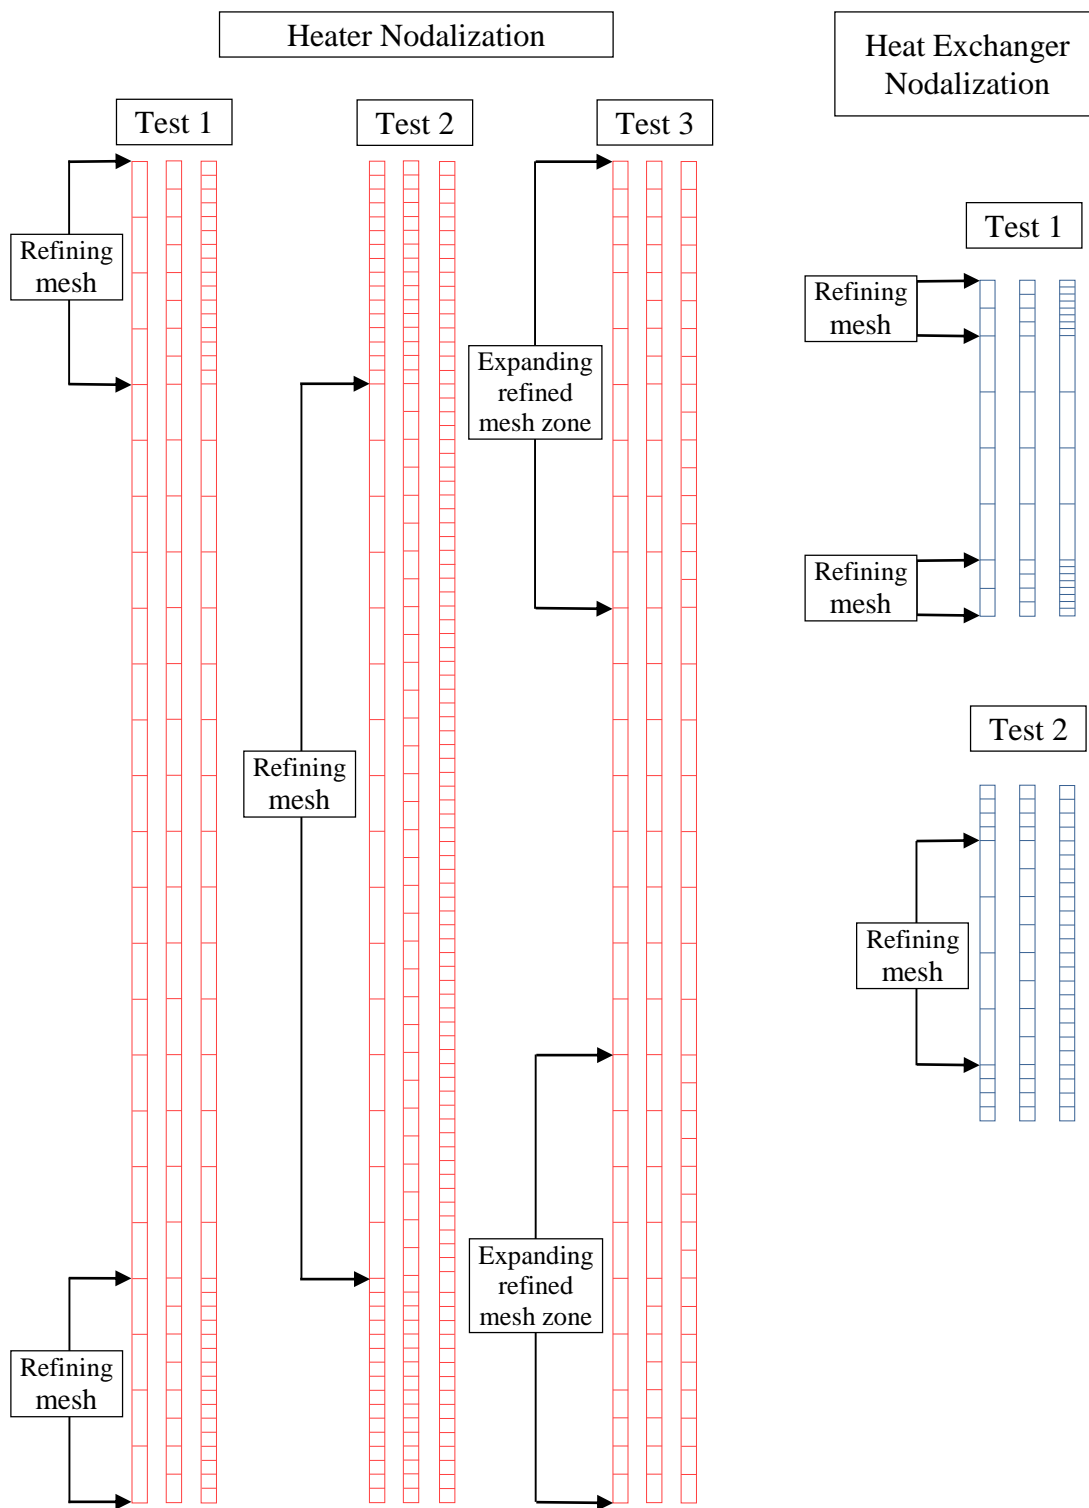 Heater Nodalization
Heat Exchanger
Nodalization
Test 1
Test 2
Test 3
Refining
mesh
Expanding
refined
mesh zone
Refining
mesh
Expanding
refined
mesh zone
Refining
mesh
Test 1
Refining
mesh
Refining
mesh
Test 2
Refining
mesh